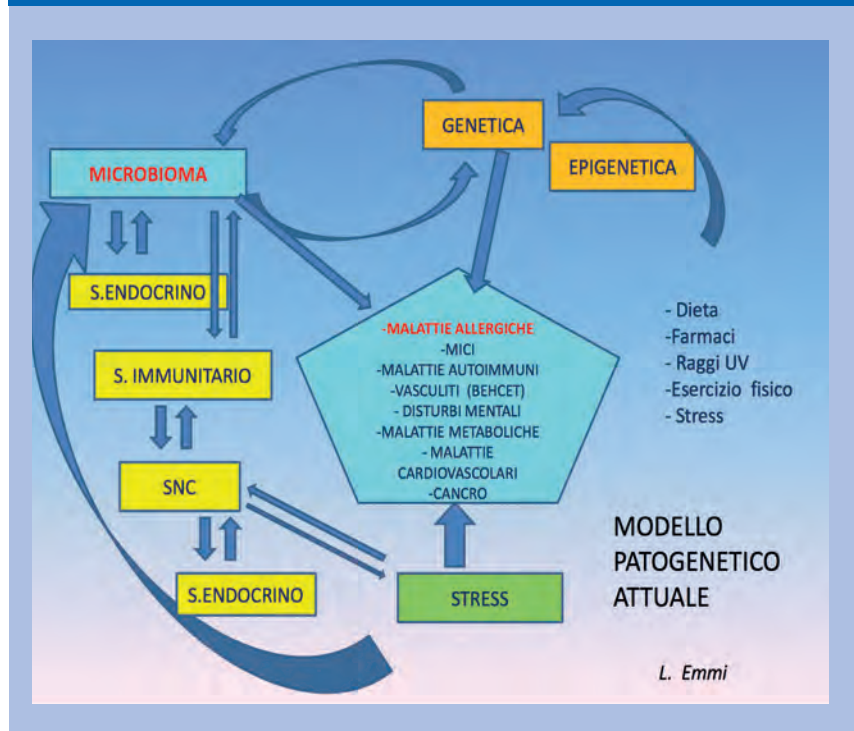 GENETICA
EPIGENETICA
MICROBIOMA
S.ENDOCRINO
S. IMMUNITARIO
SNC
S.ENDOCRINO
-MALATTIE ALLERGICHE
-MICI
-MALATTIE AUTOIMMUNI
-VASCULITI (BEHCET)
- DISTURBI MENTALI
-MALATTIE METABOLICHE
- MALATTIE
CARDIOVASCOLARI
-CANCRO
STRESS
- Dieta
-Farmaci
- Raggi UV
-Esercizio fisico
- Stress
MODELLO
PATOGENETICO
ATTUALE
L. Emmi